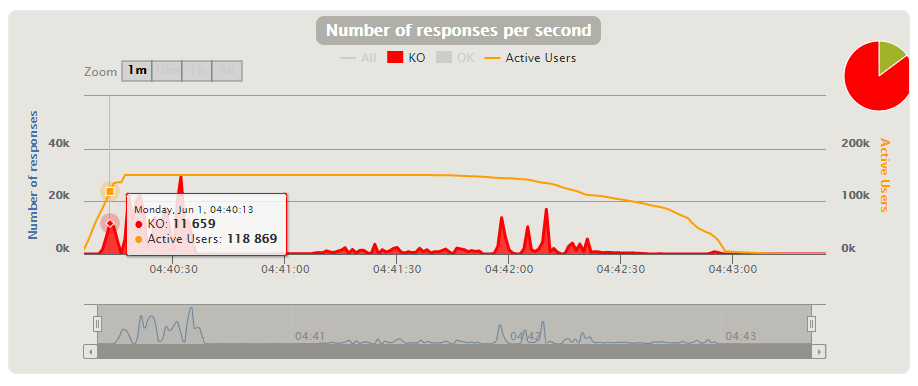 Number of responses per second
All KO OK Active Users
Zoom 1m 10m 1h All
Number of responses
Active Users
40k
20k
0k
200k
100k
0k
Monday, Jun 1, 04:40:13
KO: 11 659
Active Users: 118 869
04:40:30 04:41:00 04:41:30 04:42:00 04:42:30 04:43:00
04:41 04:42 04:43